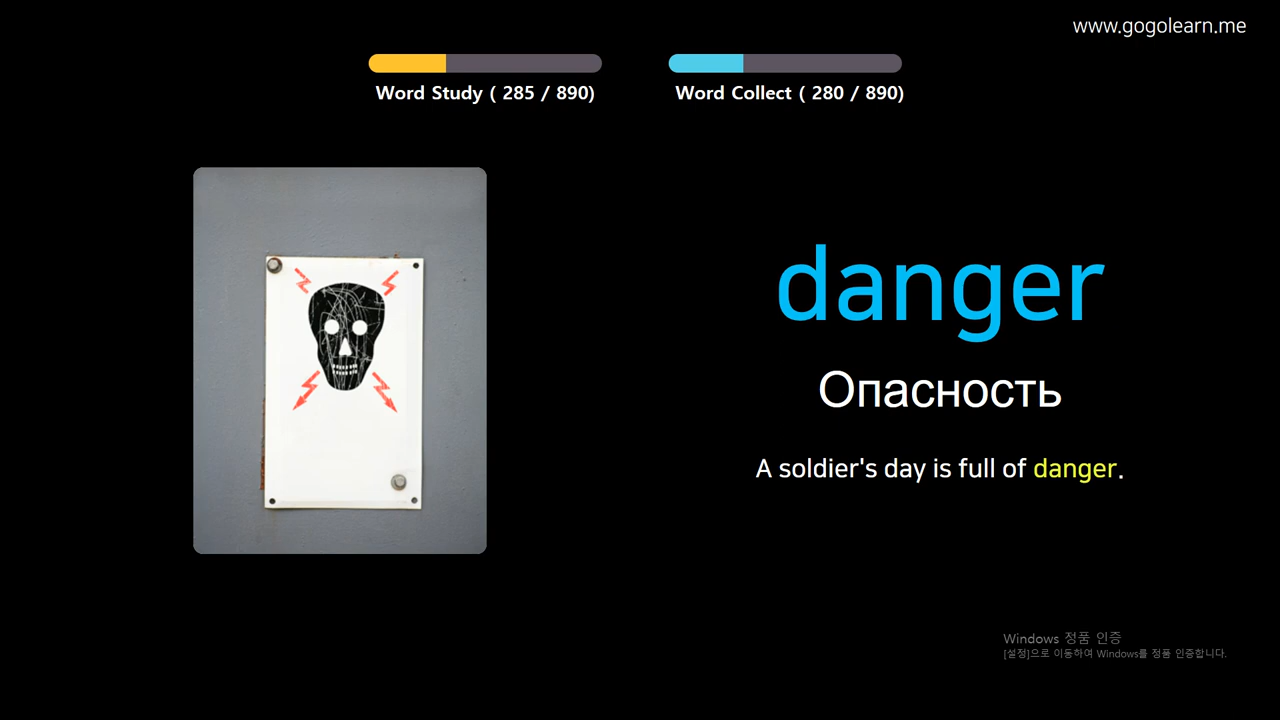 www.gogolearn.me
Word Study ( 285 / 890)
Word Collect ( 280 / 890)
danger
Опасность
A soldier's day is full of danger.
Windows 정품 인증
[설정]으로 이동하여 Windows를 정품 인증합니다.